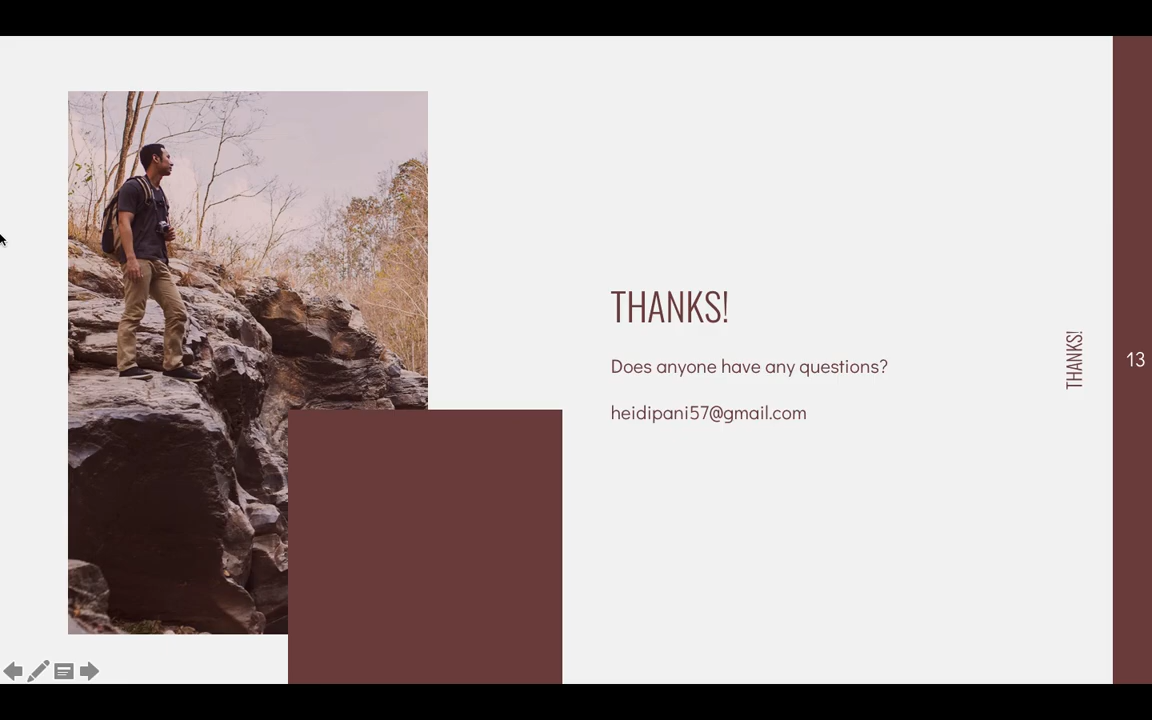 THANKS!
Does anyone have any questions?
heidipani57@gmail.com
THANKS!
13